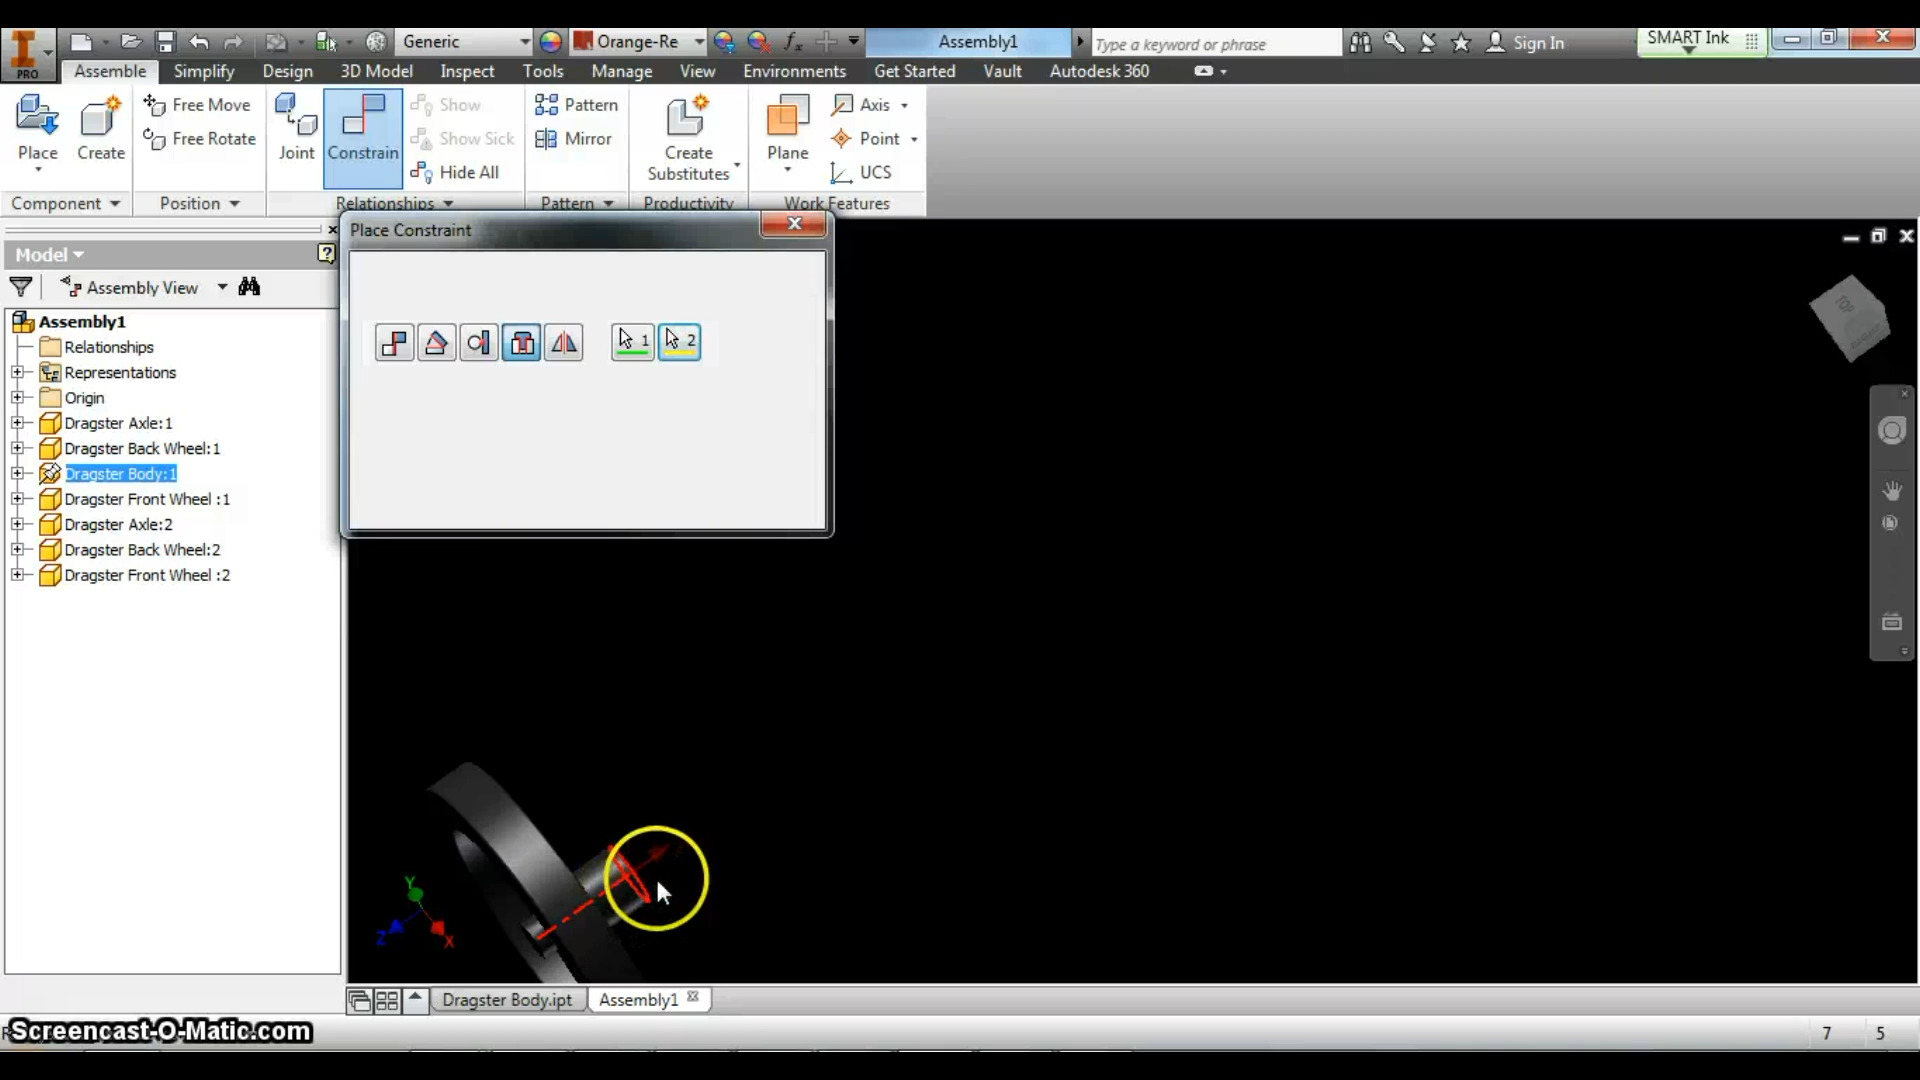 Generic
Orange-Re
Assembly1
Type a keyword or phrase
Sign In
SMART Ink
PRO
Assemble
Simplify
Design
3D Model
Inspect
Tools
Manage
View
Environments
Get Started
Vault
Autodesk 360
Place
Create
Free Move
Free Rotate
Joint
Constrain
Show
Show Sick
Hide All
Pattern
Mirror
Create
Substitutes
Plane
Axis
Point
UCS
Component
Position
Relationships
Pattern
Productivity
Work Features
Place Constraint
1
2
Model
Assembly View
Assembly1
Relationships
Representations
Origin
Dragster Axle:1
Dragster Back Wheel:1
Dragster Body:1
Dragster Front Wheel :1
Dragster Axle:2
Dragster Back Wheel:2
Dragster Front Wheel :2
TOP
Y
Z
X
Dragster Body.ipt
Assembly1
Screencast-O-Matic.com
7
5